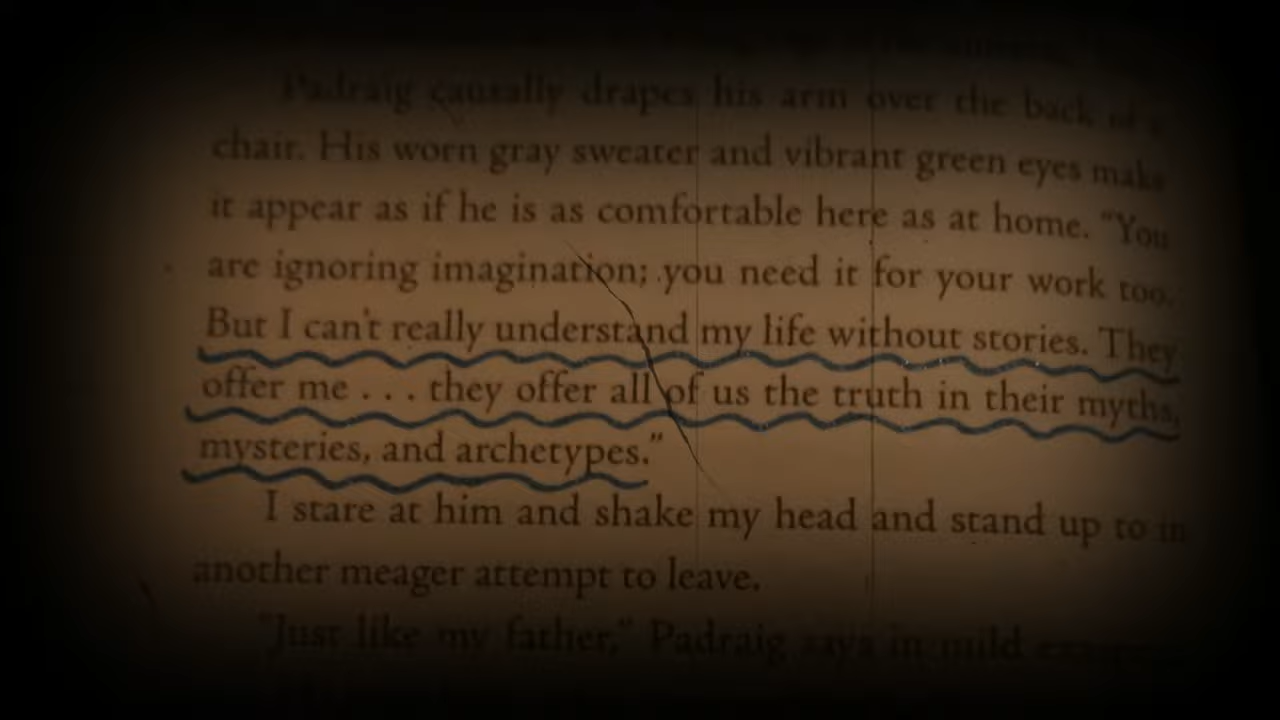 Padraig causally drapes his arm over the back of a
chair. His worn gray sweater and vibrant green eyes make
it appear as if he is as comfortable here as at home. “You
are ignoring imagination; you need it for your work too.
But I can't really understand my life without stories. They
offer me . . . they offer all of us the truth in their myths,
mysteries, and archetypes.”
I stare at him and shake my head and stand up to in
another meager attempt to leave.
"Just like my father," Padraig says in mild